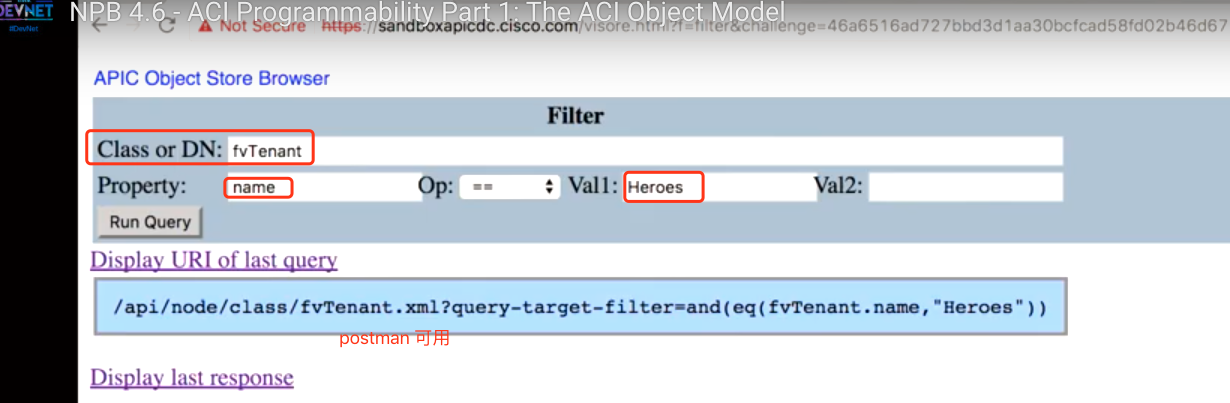 DEVNET
NPB 4.6 - ACI Programmability Part 1: The ACI Object Model
#DevNet
Not Secure https://sandboxapicdc.cisco.com/visore.html?f=filter&challenge=46a6516ad727bbd3d1aa30bcfcad58fd02b46d67
APIC Object Store Browser
Filter
Class or DN: fvTenant
Property: name Op: == Val1: Heroes Val2:
Run Query
Display URI of last query
/api/node/class/fvTenant.xml?query-target-filter=and(eq(fvTenant.name,"Heroes"))
postman 可用
Display last response